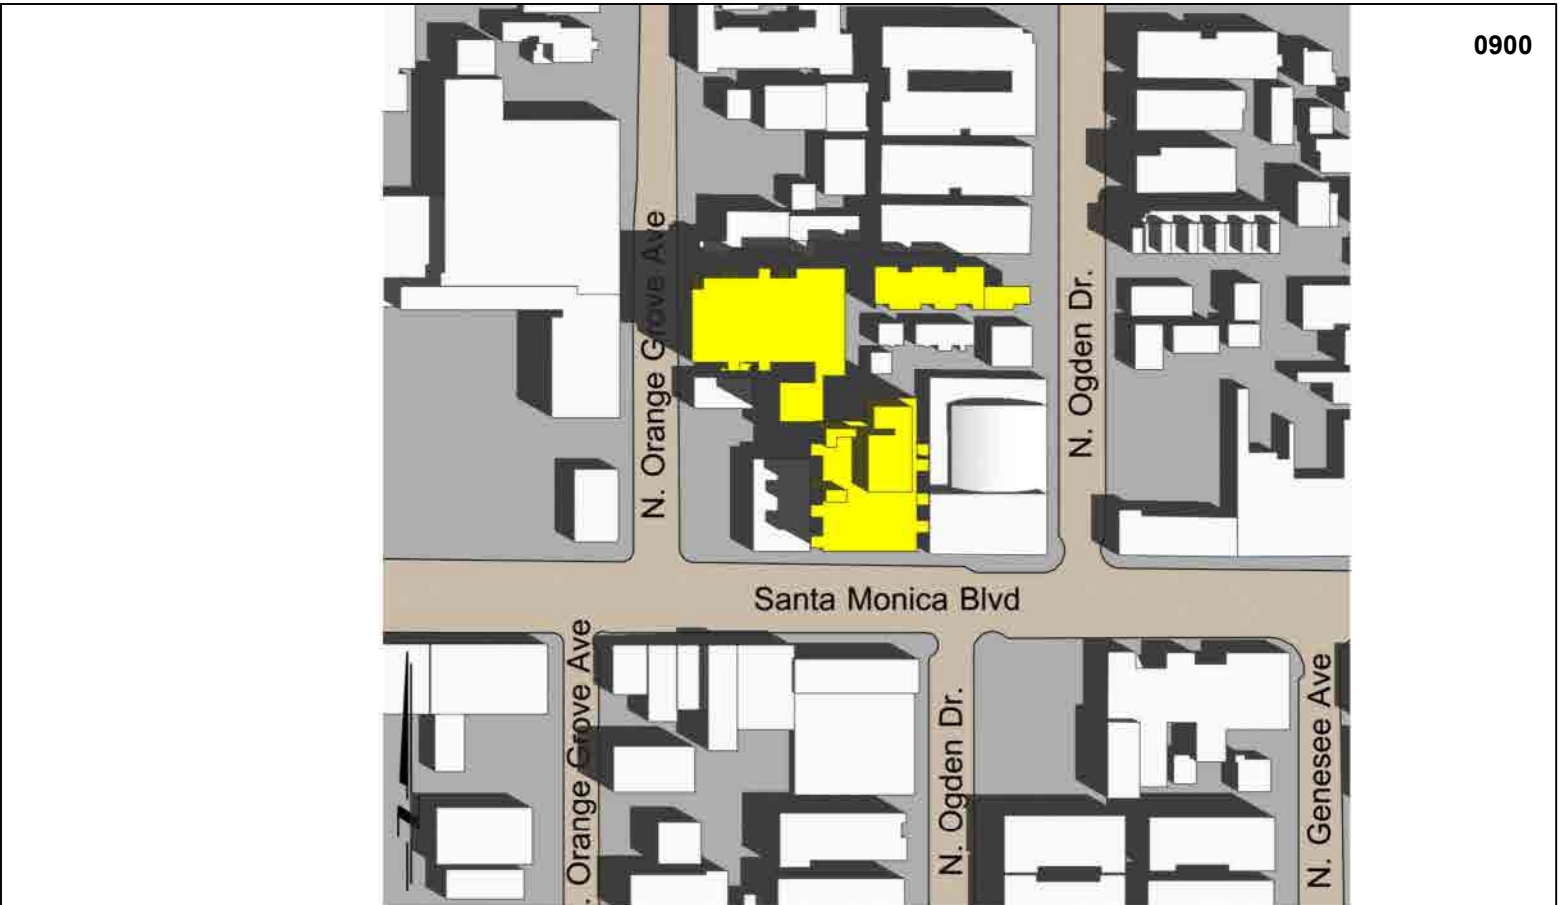 0900
N. Orange Grove Ave
N. Ogden Dr.
Santa Monica Blvd
. Orange Grove Ave
N. Ogden Dr.
N. Genesee Ave